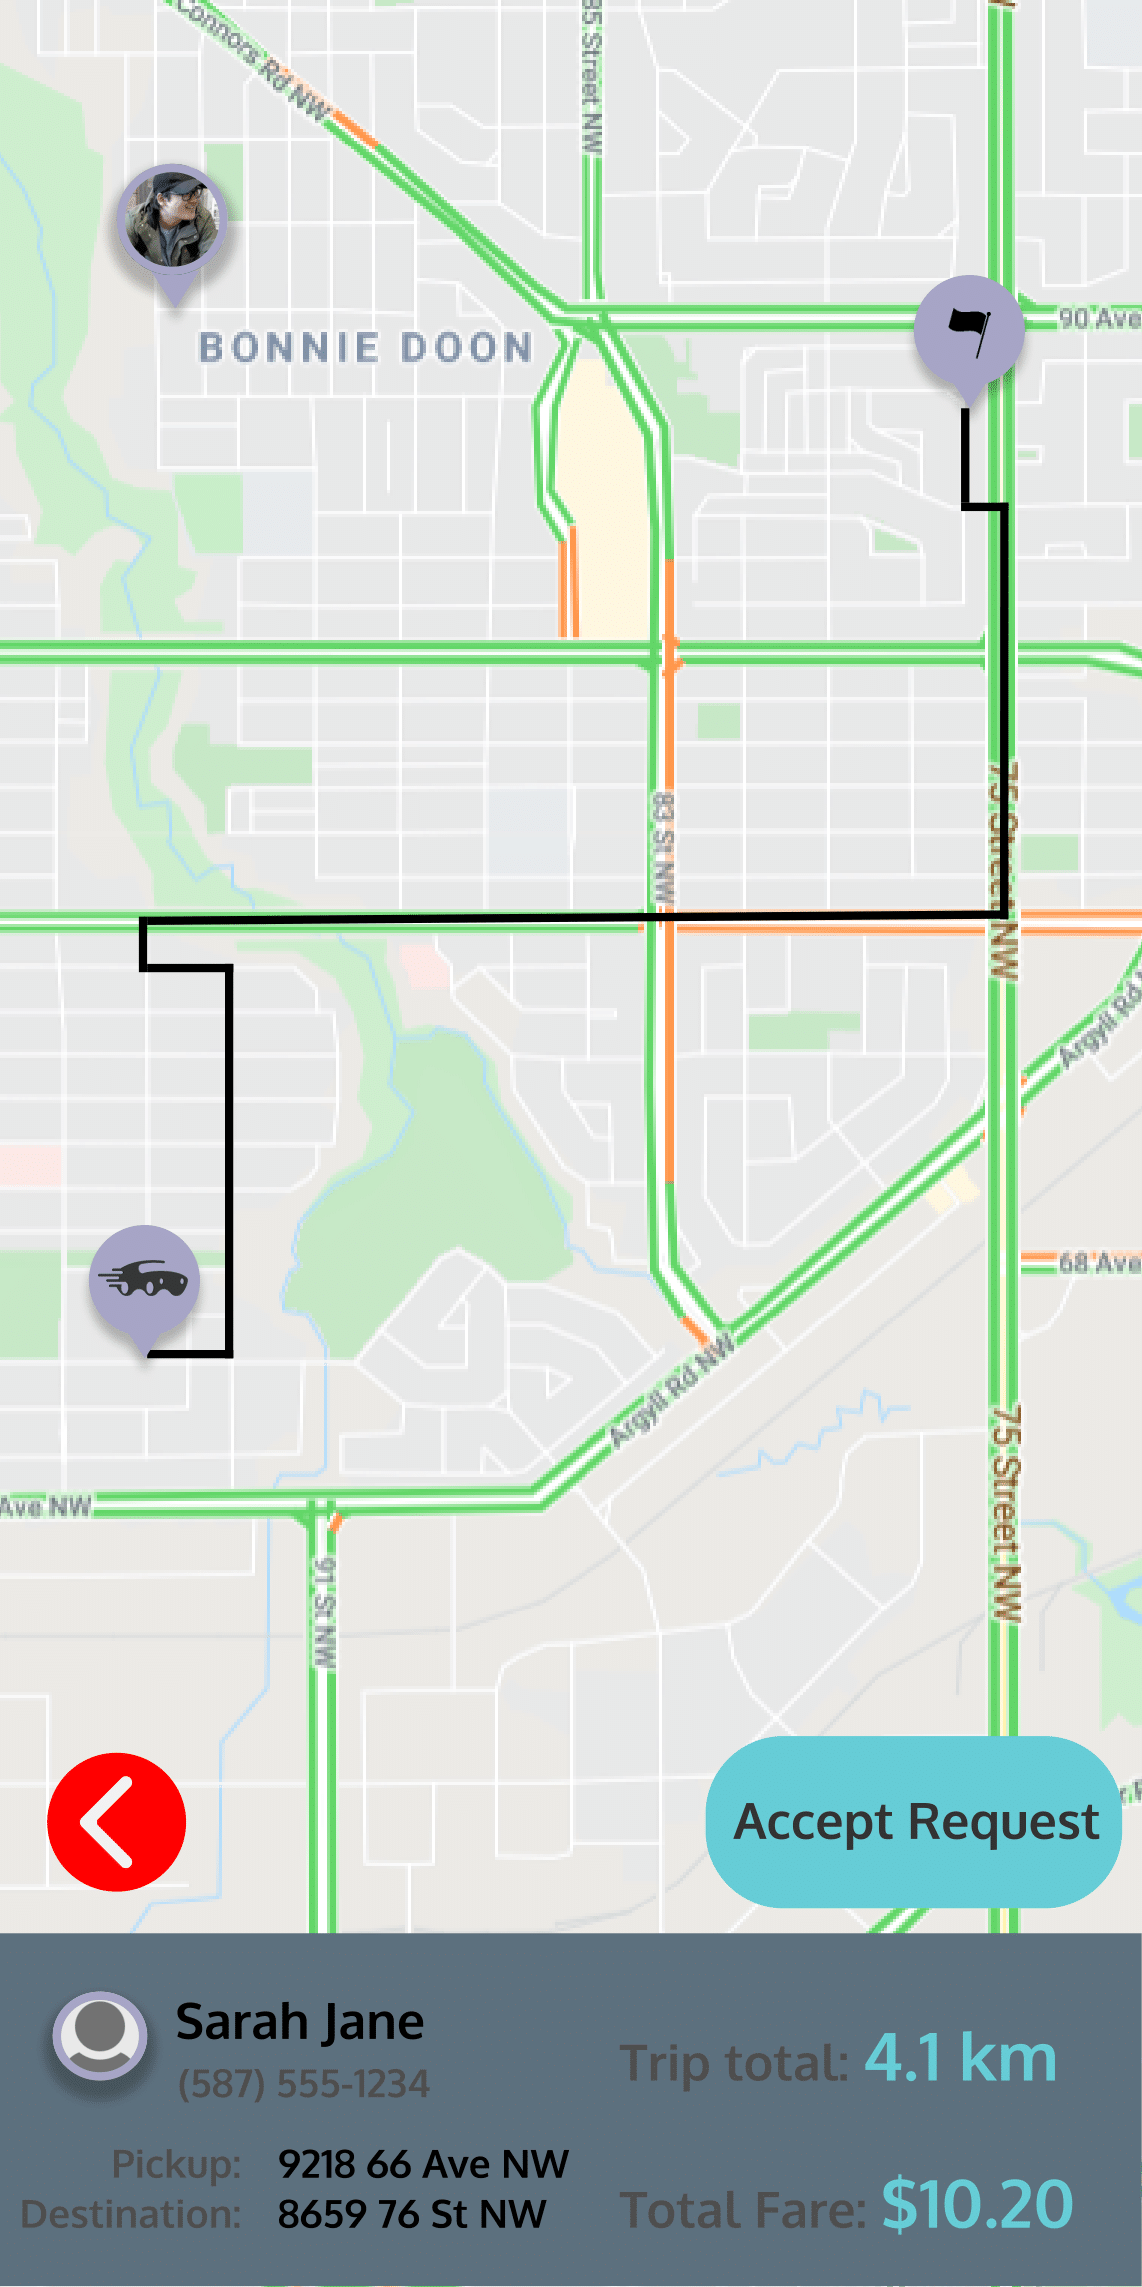 Connors Rd NW
85 Street NW
90 Ave
BONNIE DOON
83 St NW
75 Street NW
Argyll Rd
68 Ave
Argyll Rd NW
75 Street NW
Ave NW
91 St NW
Accept Request
Sarah Jane
(587) 555-1234
Trip total: 4.1 km
Pickup: 9218 66 Ave NW
Destination: 8659 76 St NW
Total Fare: $10.20